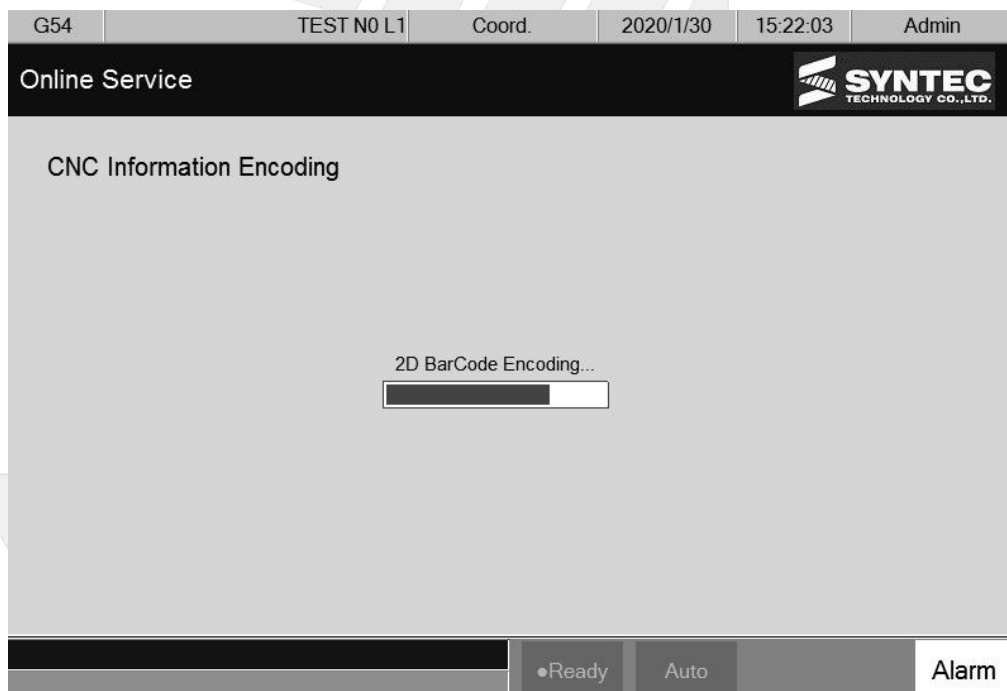 G54 TEST N0 L1 Coord. 2020/1/30 15:22:03 Admin
Online Service
SYNTEC
TECHNOLOGY CO.,LTD.
CNC Information Encoding
2D BarCode Encoding...
●Ready Auto Alarm